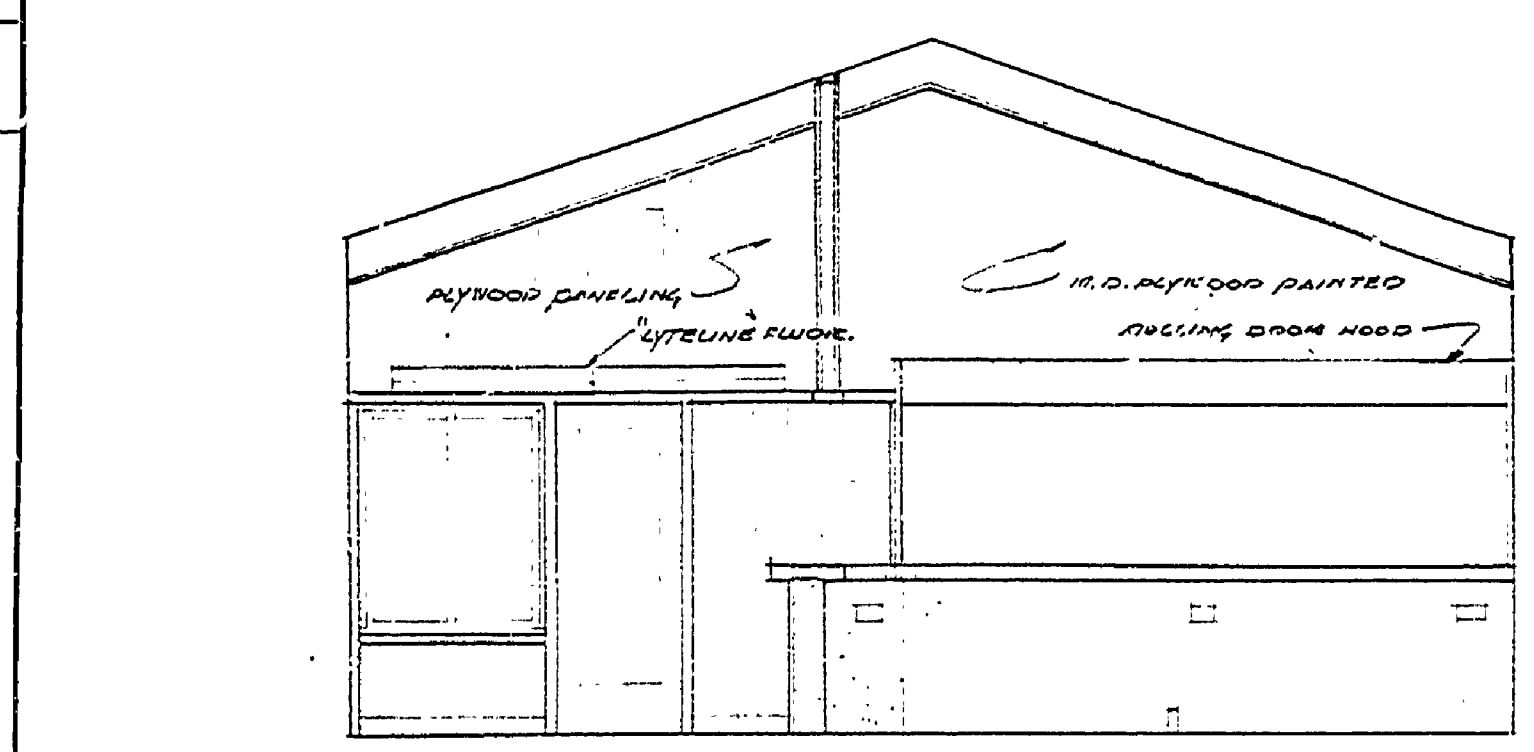 PLYWOOD PANELING
M.D. PLYWOOD PAINTED
"LYTELINE" FLUOR.
ROLLING DOOR HOOD